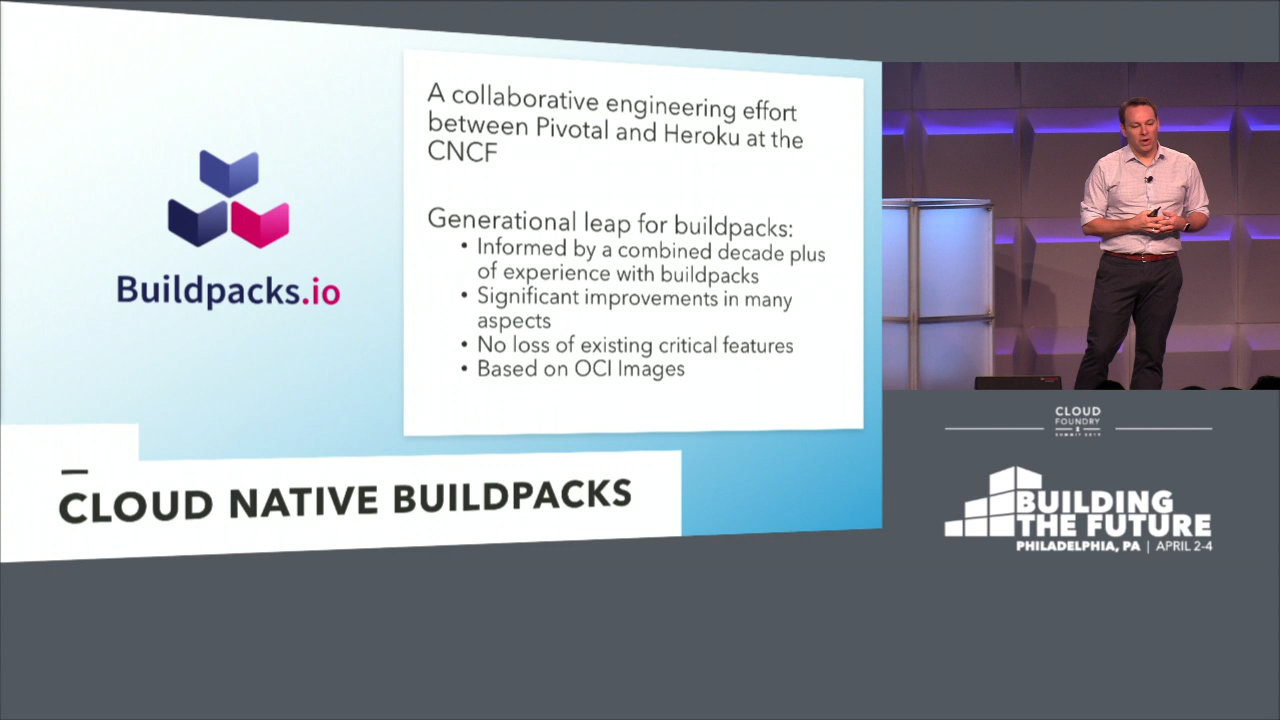 A collaborative engineering effort
between Pivotal and Heroku at the
CNCF
Generational leap for buildpacks:
• Informed by a combined decade plus
of experience with buildpacks
• Significant improvements in many
aspects
• No loss of existing critical features
• Based on OCI Images
Buildpacks.io
CLOUD NATIVE BUILDPACKS
CLOUD
FOUNDRY
SUMMIT 2019
BUILDING
THE FUTURE
PHILADELPHIA, PA | APRIL 2-4